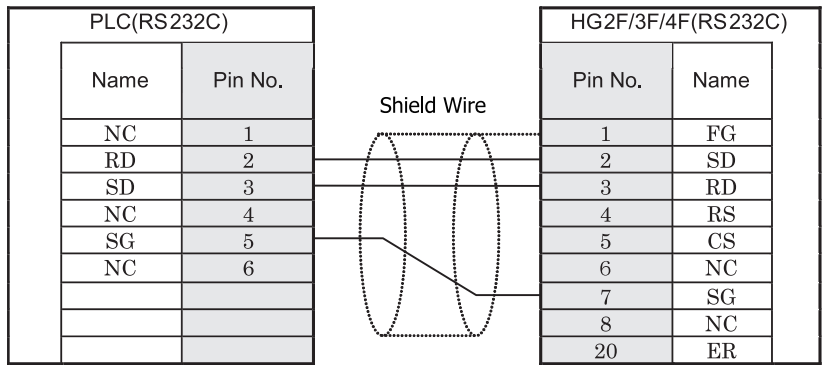 PLC(RS232C) HG2F/3F/4F(RS232C)
Name Pin No. Pin No. Name
Shield Wire
NC 1 1 FG
RD 2 2 SD
SD 3 3 RD
NC 4 4 RS
SG 5 5 CS
NC 6 6 NC
7 SG
8 NC
20 ER